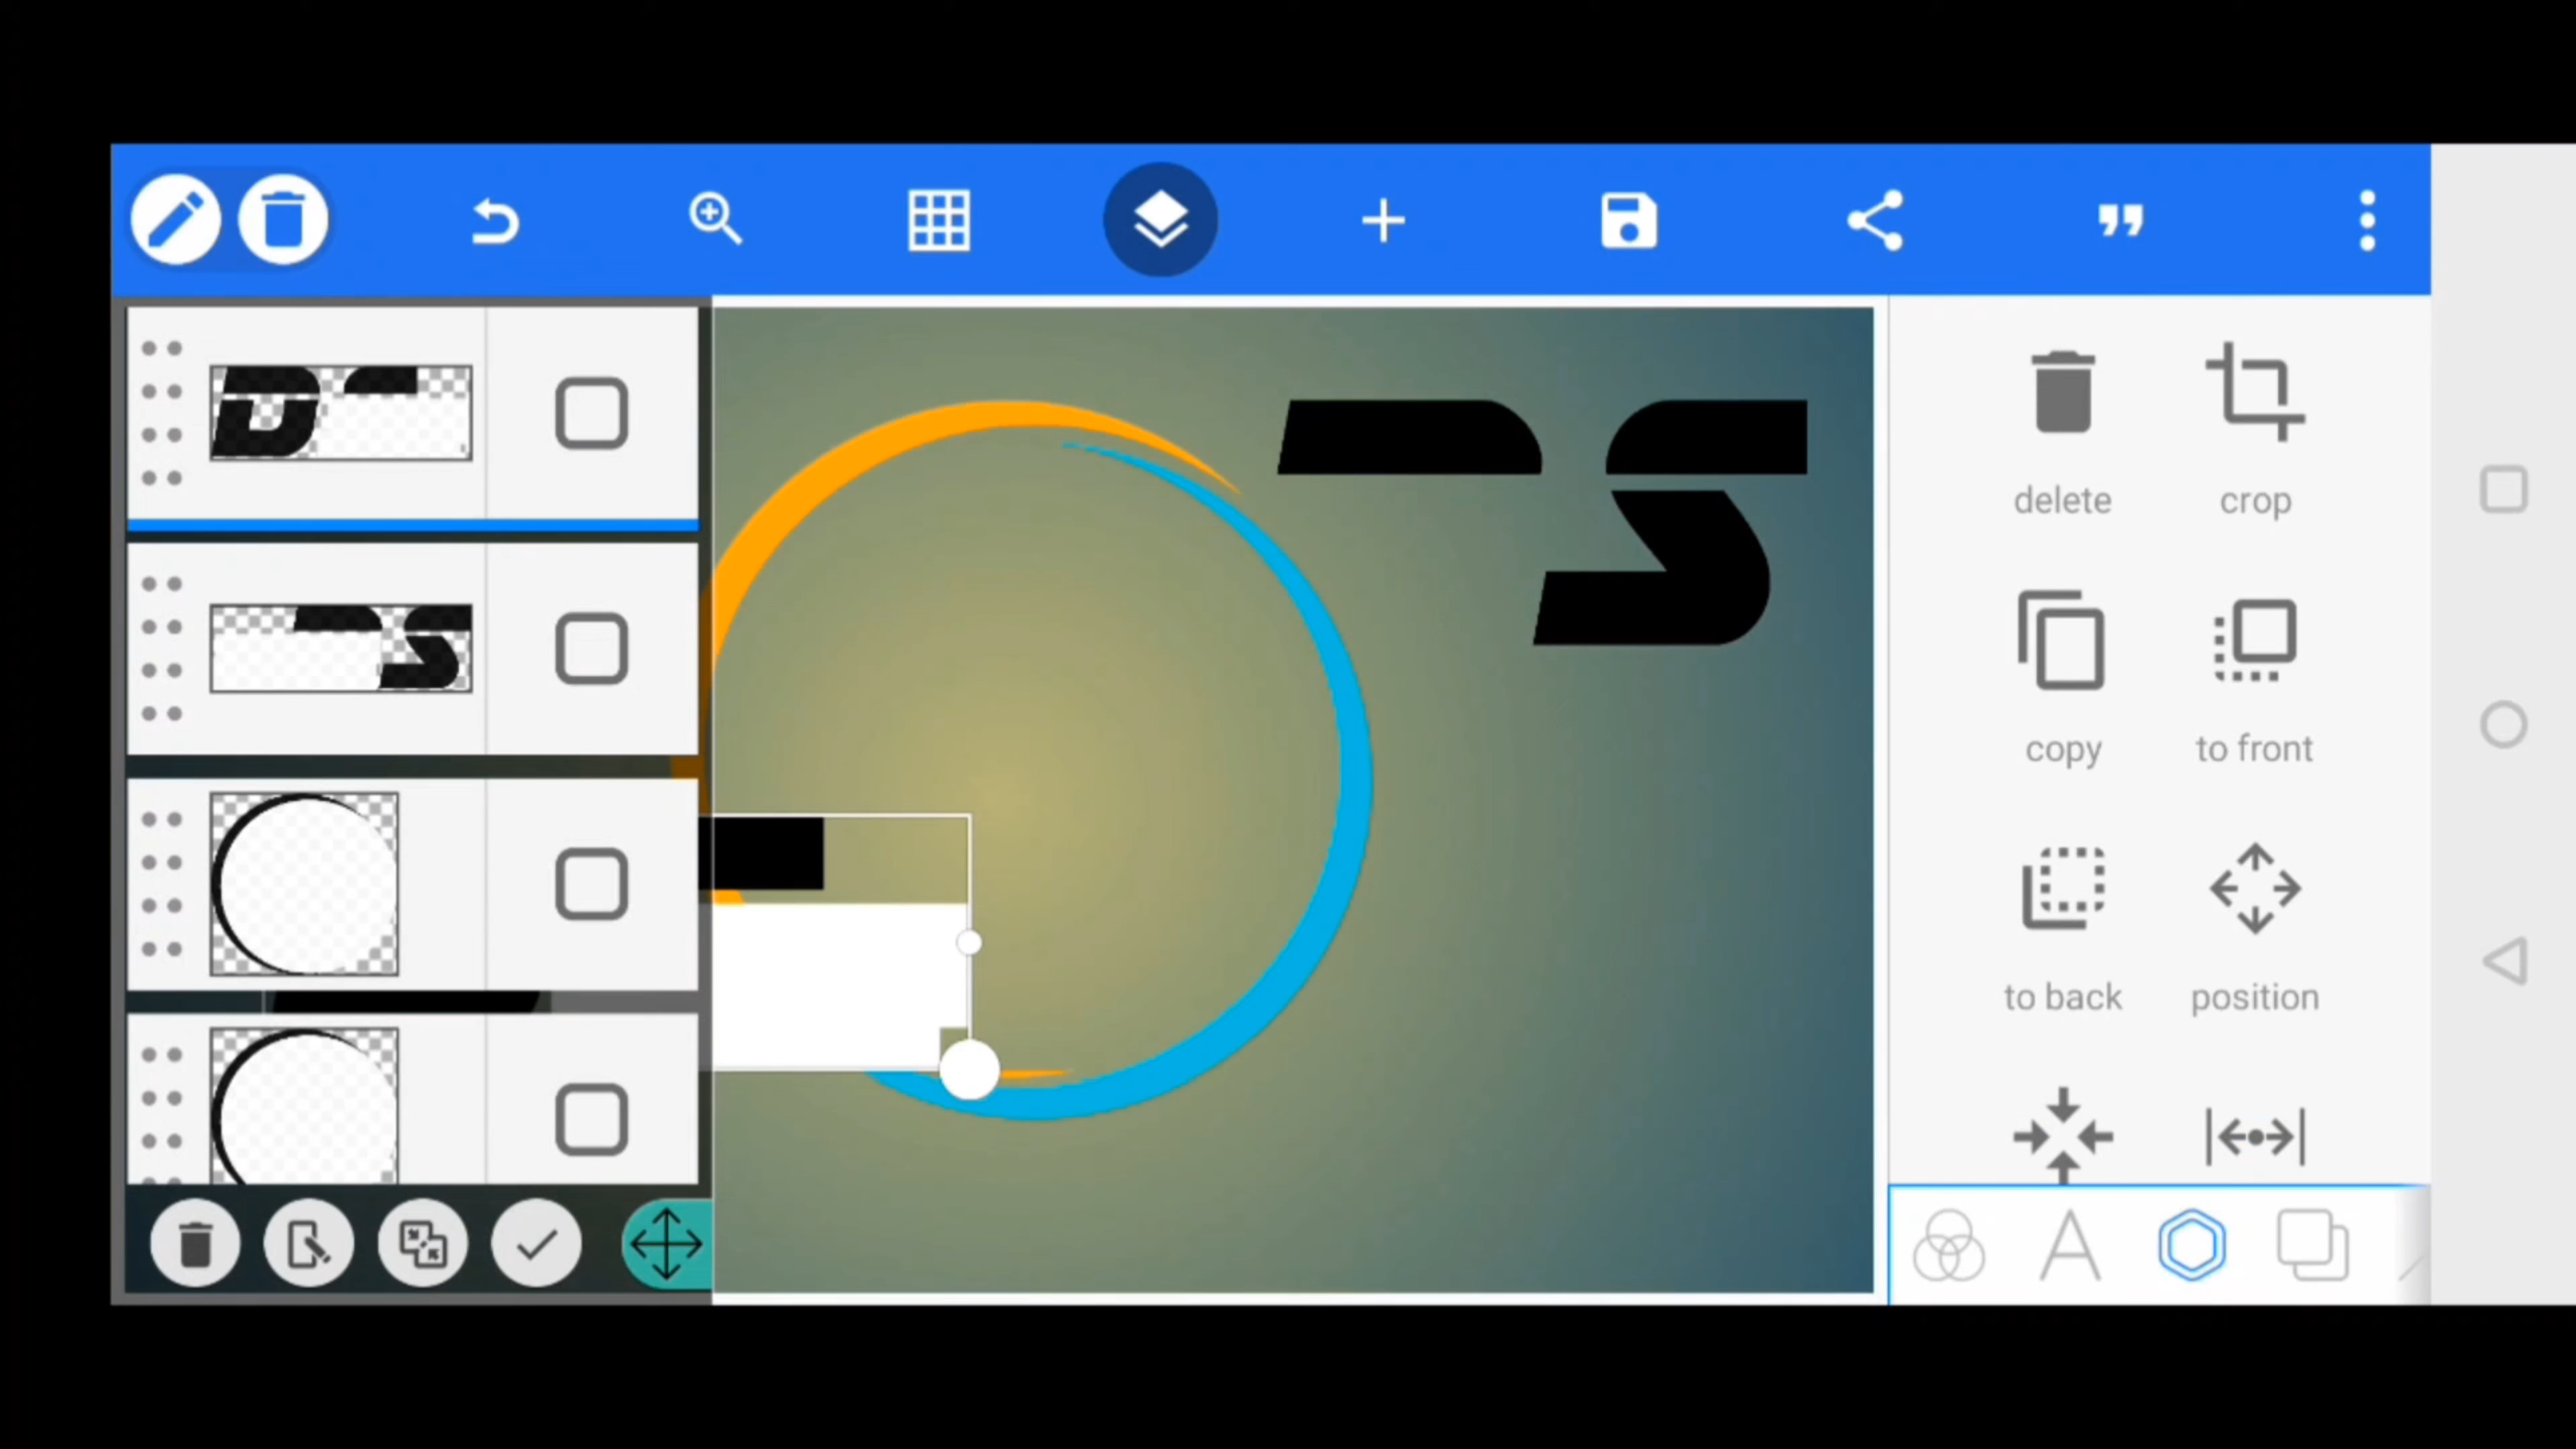 S
delete
crop
copy
to front
to back
position